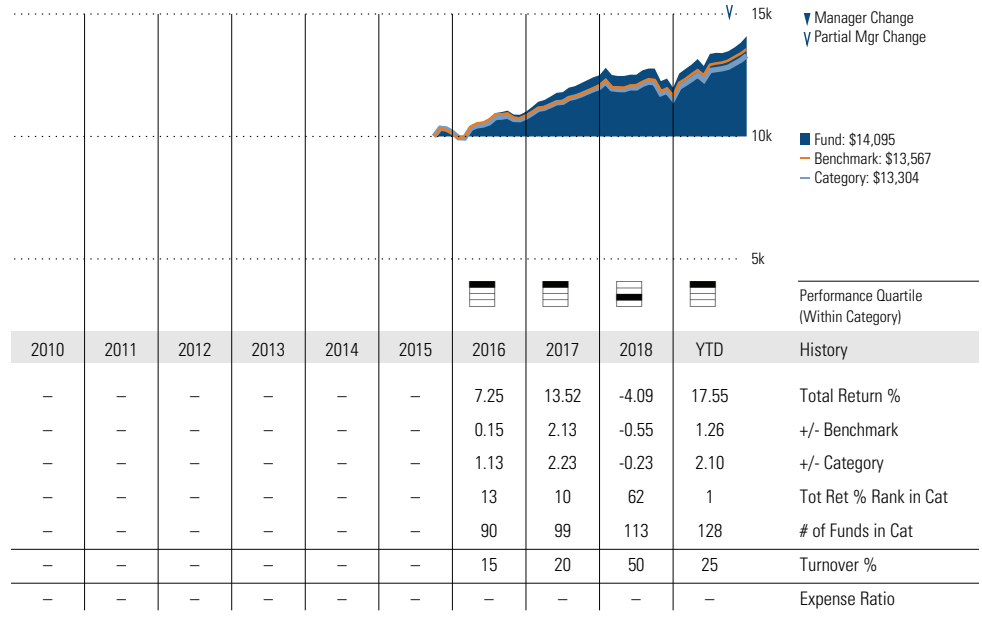 15k
▼ Manager Change
V Partial Mgr Change
10k
Fund: $14,095
Benchmark: $13,567
Category: $13,304
5k
Performance Quartile
(Within Category)
2010 2011 2012 2013 2014 2015 2016 2017 2018 YTD History
– – – – – – 7.25 13.52 -4.09 17.55 Total Return %
– – – – – – 0.15 2.13 -0.55 1.26 +/- Benchmark
– – – – – – 1.13 2.23 -0.23 2.10 +/- Category
– – – – – – 13 10 62 1 Tot Ret % Rank in Cat
– – – – – – 90 99 113 128 # of Funds in Cat
– – – – – – 15 20 50 25 Turnover %
– – – – – – – – – – Expense Ratio